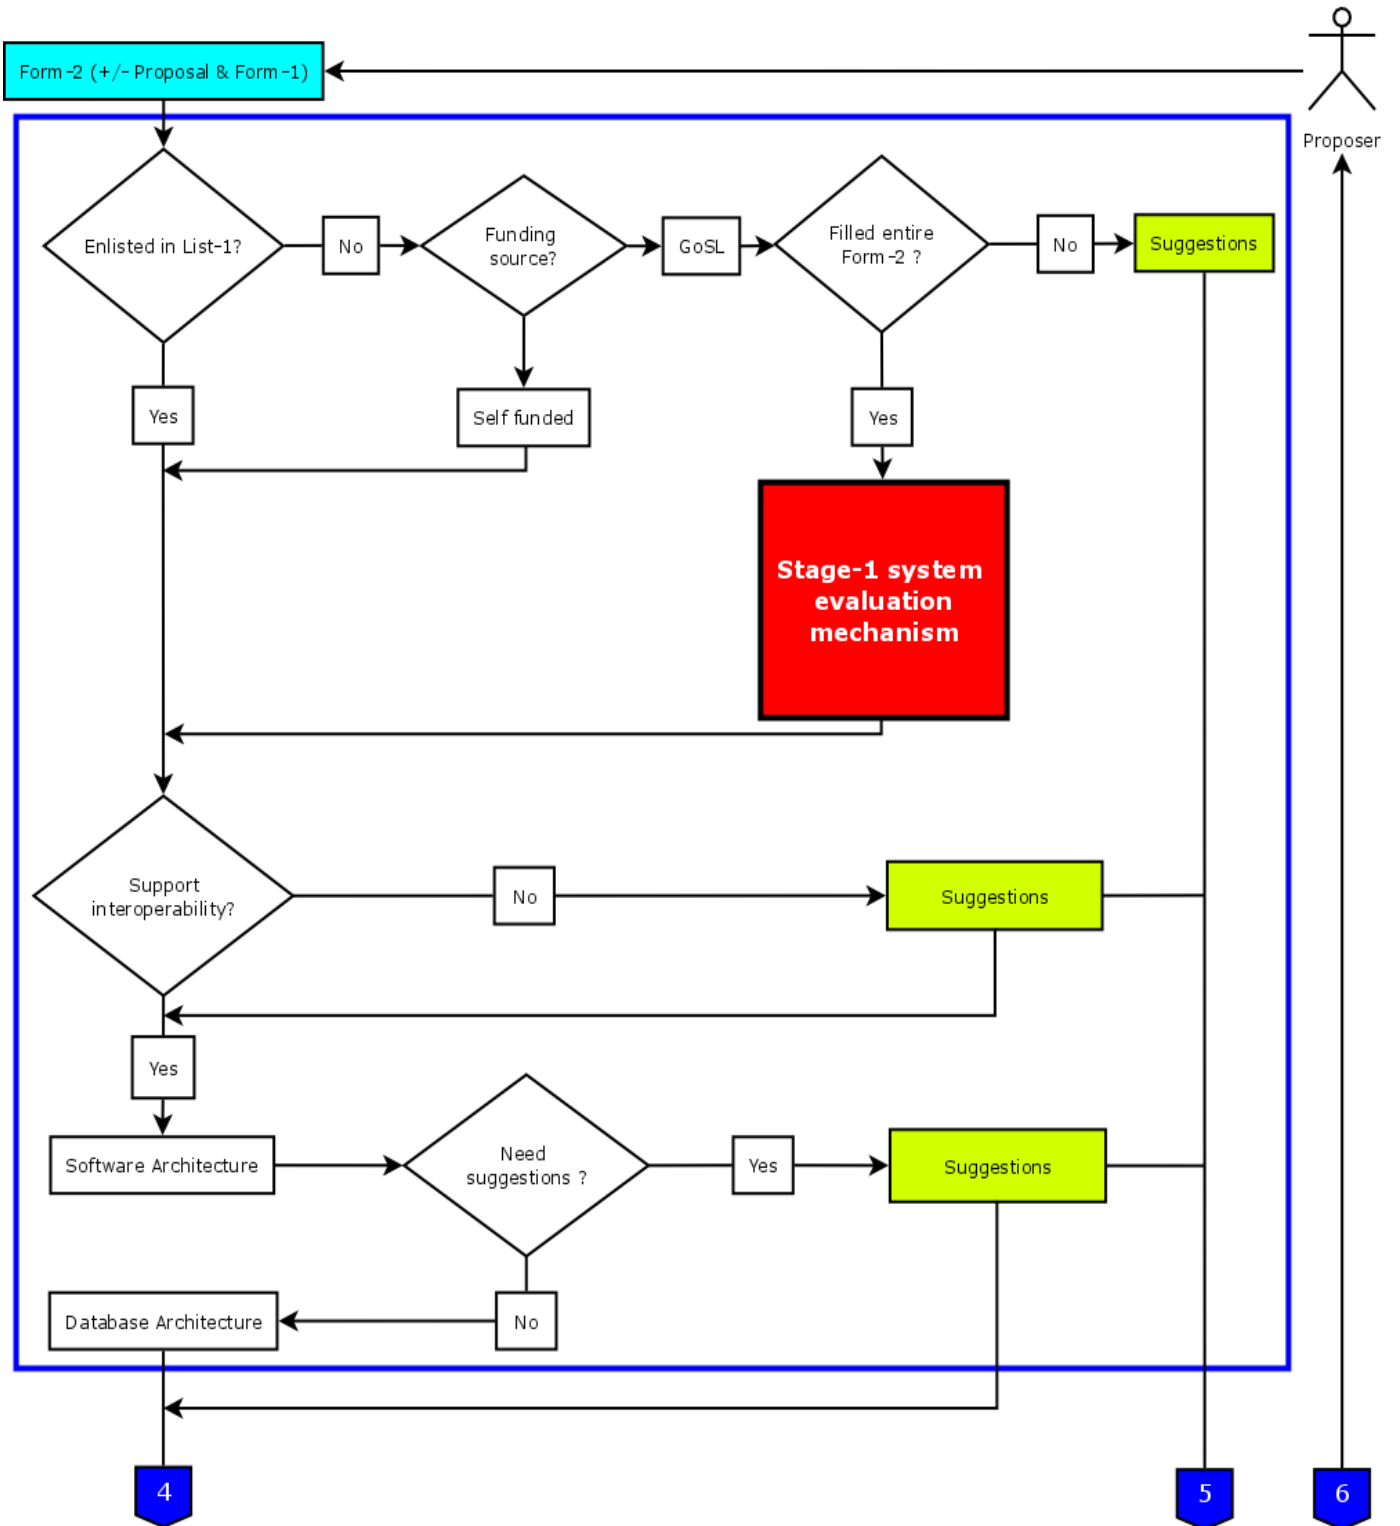 Form-2 (+/- Proposal & Form-1)
Proposer
Enlisted in List-1?
No
Funding
source?
GoSL
Filled entire
Form-2 ?
No
Suggestions
Yes
Self funded
Yes
Stage-1 system
evaluation
mechanism
Support
interoperability?
No
Suggestions
Yes
Software Architecture
Need
suggestions ?
Yes
Suggestions
Database Architecture
No
4
5
6